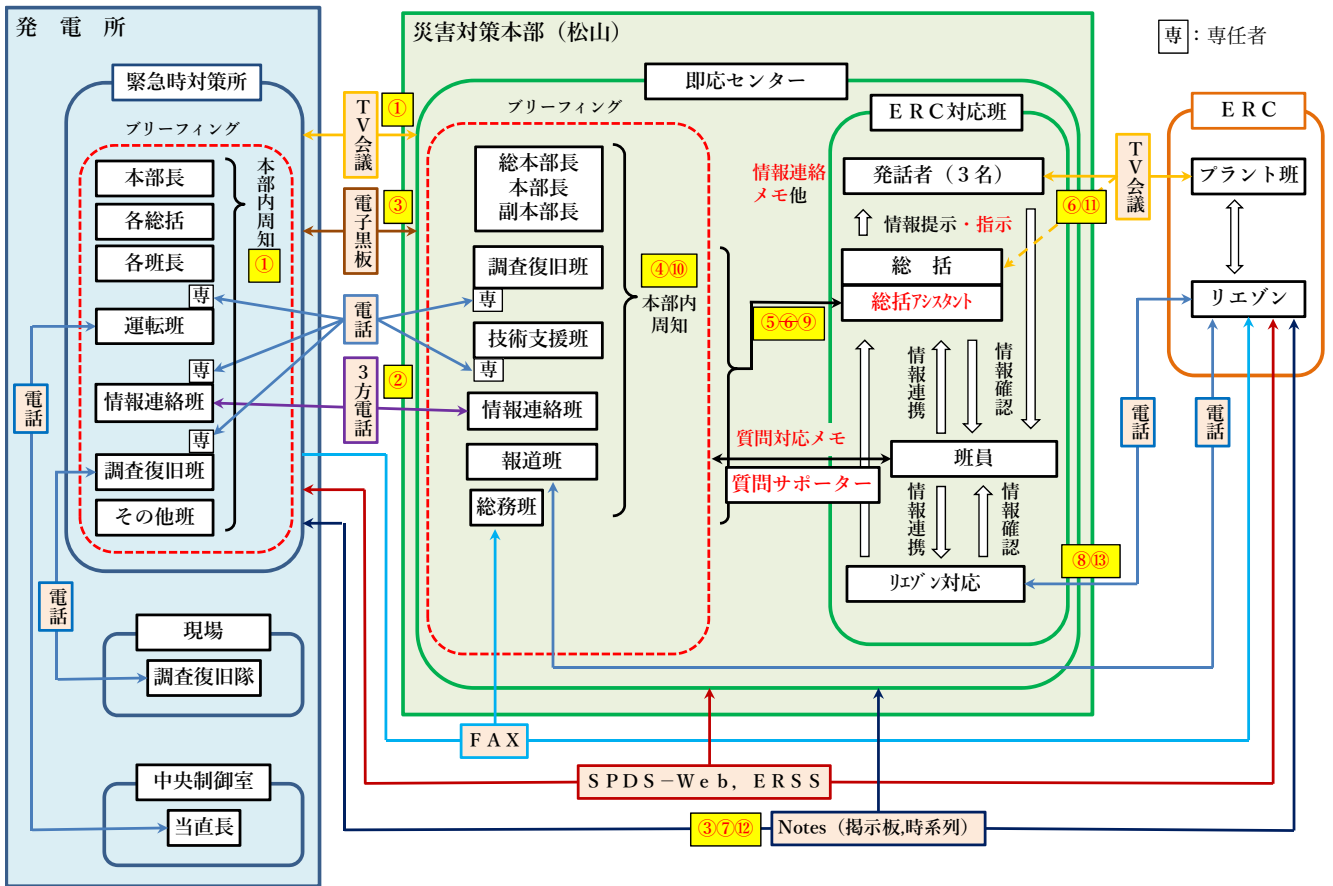 発 電 所
緊急時対策所
ブリーフィング
本部長
各総括
各班長
専
運転班
専
情報連絡班
専
調査復旧班
その他班
本部内周知
①
電話
電話
現場
調査復旧隊
中央制御室
当直長
TV会議
①
電子黒板
③
電話
3方電話
②
災害対策本部（松山）
即応センター
ブリーフィング
総本部長
本部長
副本部長
調査復旧班
専
技術支援班
専
情報連絡班
報道班
総務班
④⑩
本部内
周知
情報連絡
メモ他
⑤⑥⑨
質問対応メモ
質問サポーター
ERC対応班
発話者（3名）
情報提示・指示
総 括
総括アシスタント
情報連携
情報連携
情報確認
班員
情報連携
情報確認
リエゾン対応
⑥⑪
⑧⑬
TV会議
電話
電話
専：専任者
ERC
プラント班
リエゾン
FAX
SPDS－Web，ERSS
③⑦⑫
Notes（掲示板,時系列）